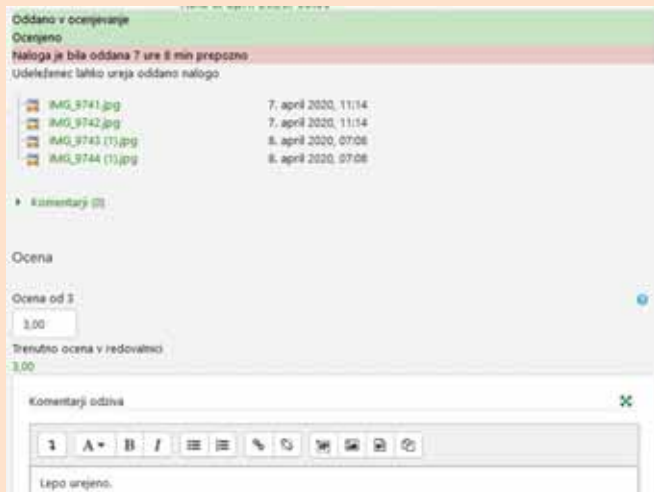 Oddano v ocenjevanje
Ocenjeno
Naloga je bila oddana 7 ure 8 min prepozno
Udeleženec lahko ureja oddano nalogo
IMG_9741.jpg 7. april 2020, 11:14
IMG_9742.jpg 7. april 2020, 11:14
IMG_9743 (1).jpg 8. april 2020, 07:08
IMG_9744 (1).jpg 8. april 2020, 07:08
Komentarji (0)
Ocena
Ocena od 3
3,00
Trenutno ocena v redovalnici
3,00
Komentarji odziva
A B I
Lepo urejeno.